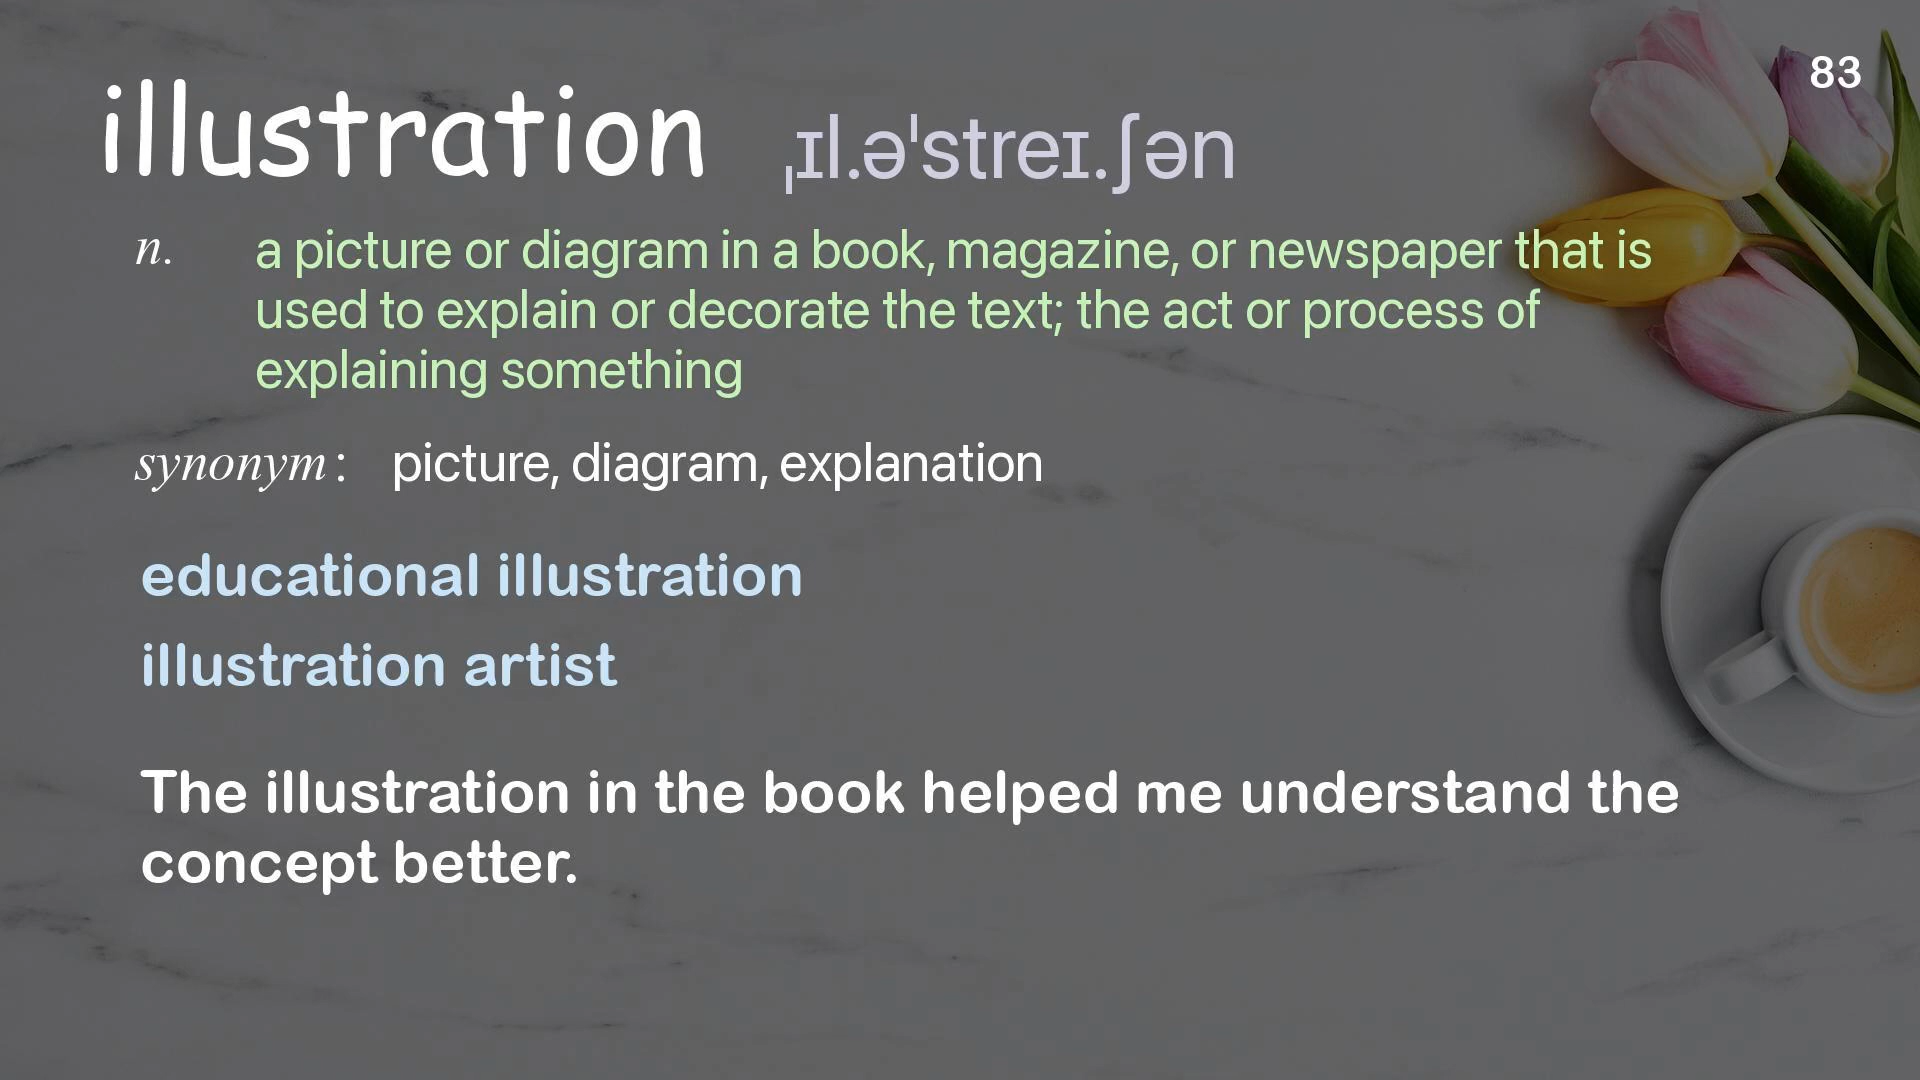 83
illustration ˌɪl.əˈstreɪ.ʃən
n. a picture or diagram in a book, magazine, or newspaper that is
used to explain or decorate the text; the act or process of
explaining something
synonym : picture, diagram, explanation
educational illustration
illustration artist
The illustration in the book helped me understand the
concept better.